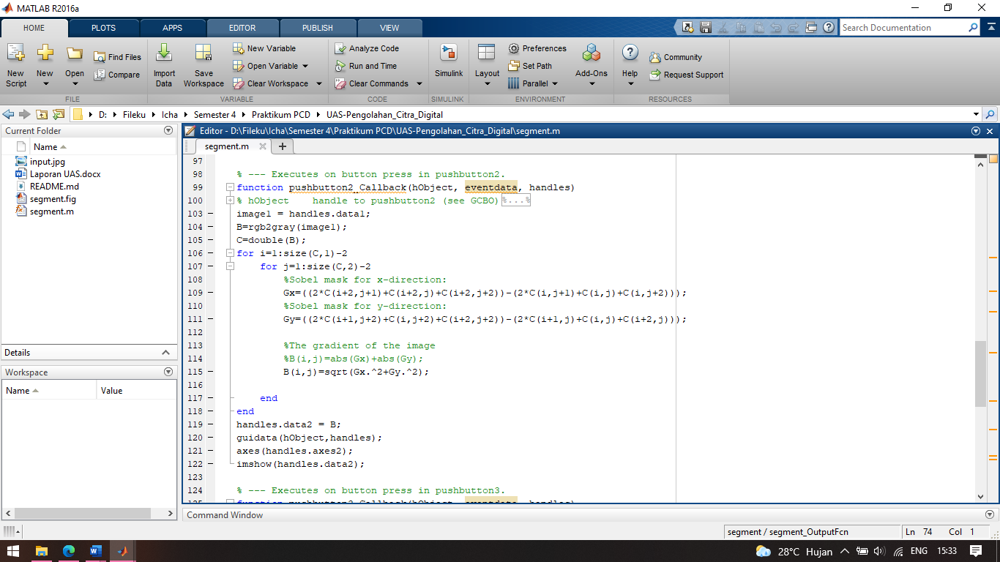 MATLAB R2016a
HOME PLOTS APPS EDITOR PUBLISH VIEW
Search Documentation
New Script
New
Open
Find Files
Compare
FILE
Import Data
Save Workspace
New Variable
Open Variable
Clear Workspace
VARIABLE
Analyze Code
Run and Time
Clear Commands
CODE
Simulink
SIMULINK
Layout
Preferences
Set Path
Parallel
Add-Ons
ENVIRONMENT
Help
Community
Request Support
RESOURCES
D: Fileku Icha Semester 4 Praktikum PCD UAS-Pengolahan_Citra_Digital
Current Folder
Name
input.jpg
Laporan UAS.docx
README.md
segment.fig
segment.m
Details
Workspace
Name Value
Editor - D:\Fileku\Icha\Semester 4\Praktikum PCD\UAS-Pengolahan_Citra_Digital\segment.m
segment.m
97
98 % --- Executes on button press in pushbutton2.
99 function pushbutton2_Callback(hObject, eventdata, handles)
100 % hObject    handle to pushbutton2 (see GCBO) %...%
103 image1 = handles.data1;
104 B=rgb2gray(image1);
105 C=double(B);
106 for i=1:size(C,1)-2
107 for j=1:size(C,2)-2
108 %Sobel mask for x-direction:
109 Gx=((2*C(i+2,j+1)+C(i+2,j)+C(i+2,j+2))-(2*C(i,j+1)+C(i,j)+C(i,j+2)));
110 %Sobel mask for y-direction:
111 Gy=((2*C(i+1,j+2)+C(i,j+2)+C(i+2,j+2))-(2*C(i+1,j)+C(i,j)+C(i+2,j)));
112
113 %The gradient of the image
114 %B(i,j)=abs(Gx)+abs(Gy);
115 B(i,j)=sqrt(Gx.^2+Gy.^2);
116
117 end
118 end
119 handles.data2 = B;
120 guidata(hObject,handles);
121 axes(handles.axes2);
122 imshow(handles.data2);
123
124 % --- Executes on button press in pushbutton3.
Command Window
segment / segment_OutputFcn Ln 74 Col 1
28°C Hujan ENG 15:33